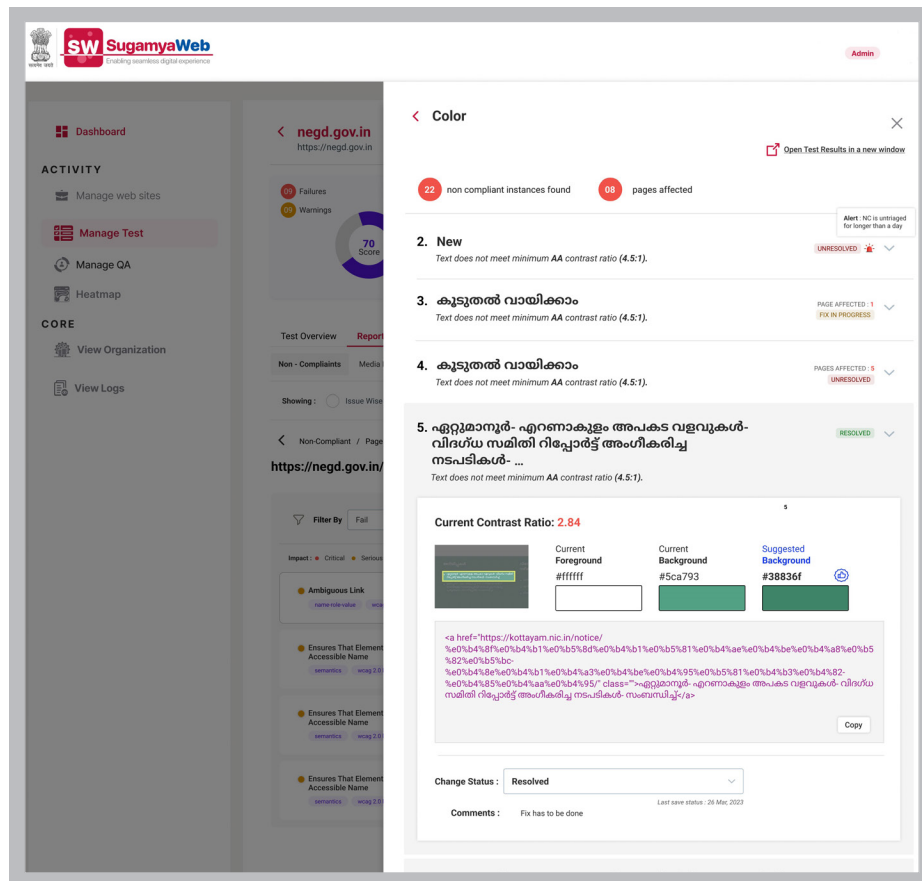 SW SugamyaWeb
Enabling seamless digital experience
सत्यमेव जयते
Admin
Dashboard
ACTIVITY
Manage web sites
Manage Test
Manage QA
Heatmap
CORE
View Organization
View Logs
negd.gov.in
https://negd.gov.in
09 Failures
09 Warnings
70
Score
Test Overview Report
Non - Compliaints Media
Showing : Issue Wise
Non-Compliant / Page
https://negd.gov.in/
Filter By Fail
Impact : Critical Serious
Ambiguous Link
name role value
Ensures That Element
Accessible Name
semantics wcag 2.0
Ensures That Element
Accessible Name
semantics wcag 2.0
Ensures That Element
Accessible Name
semantics wcag 2.0
Color
Open Test Results in a new window
22 non compliant instances found 08 pages affected
Alert : NC is untriaged
for longer than a day
2. New
UNRESOLVED
Text does not meet minimum AA contrast ratio (4.5:1).
3. കൂടുതൽ വായിക്കാം
PAGE AFFECTED : 1
FIX IN PROGRESS
Text does not meet minimum AA contrast ratio (4.5:1).
4. കൂടുതൽ വായിക്കാം
PAGES AFFECTED : 5
UNRESOLVED
Text does not meet minimum AA contrast ratio (4.5:1).
5. ഏറ്റുമാനൂർ- എറണാകുളം അപകട വളവുകൾ-
വിദഗ്ധ സമിതി റിപ്പോർട്ട് അംഗീകരിച്ച
നടപടികൾ- ...
RESOLVED
Text does not meet minimum AA contrast ratio (4.5:1).
5
Current Contrast Ratio: 2.84
Current
Foreground
#ffffff
Current
Background
#5ca793
Suggested
Background
#38836f
<a href="https://kottayam.nic.in/notice/
%e0%b4%8f%e0%b4%b1%e0%b5%8d%e0%b4%b1%e0%b5%81%e0%b4%ae%e0%b4%be%e0%b4%a8%e0%b5
%82%e0%b5%bc-
%e0%b4%8e%e0%b4%b1%e0%b4%a3%e0%b4%be%e0%b4%95%e0%b5%81%e0%b4%b3%e0%b4%82-
%e0%b4%85%e0%b4%aa%e0%b4%95/" class="">ഏറ്റുമാനൂർ- എറണാകുളം അപകട വളവുകൾ- വിദഗ്ധ
സമിതി റിപ്പോർട്ട് അംഗീകരിച്ച നടപടികൾ- സംബന്ധിച്ച്</a>
Copy
Change Status : Resolved
Last save status : 26 Mar, 2023
Comments : Fix has to be done